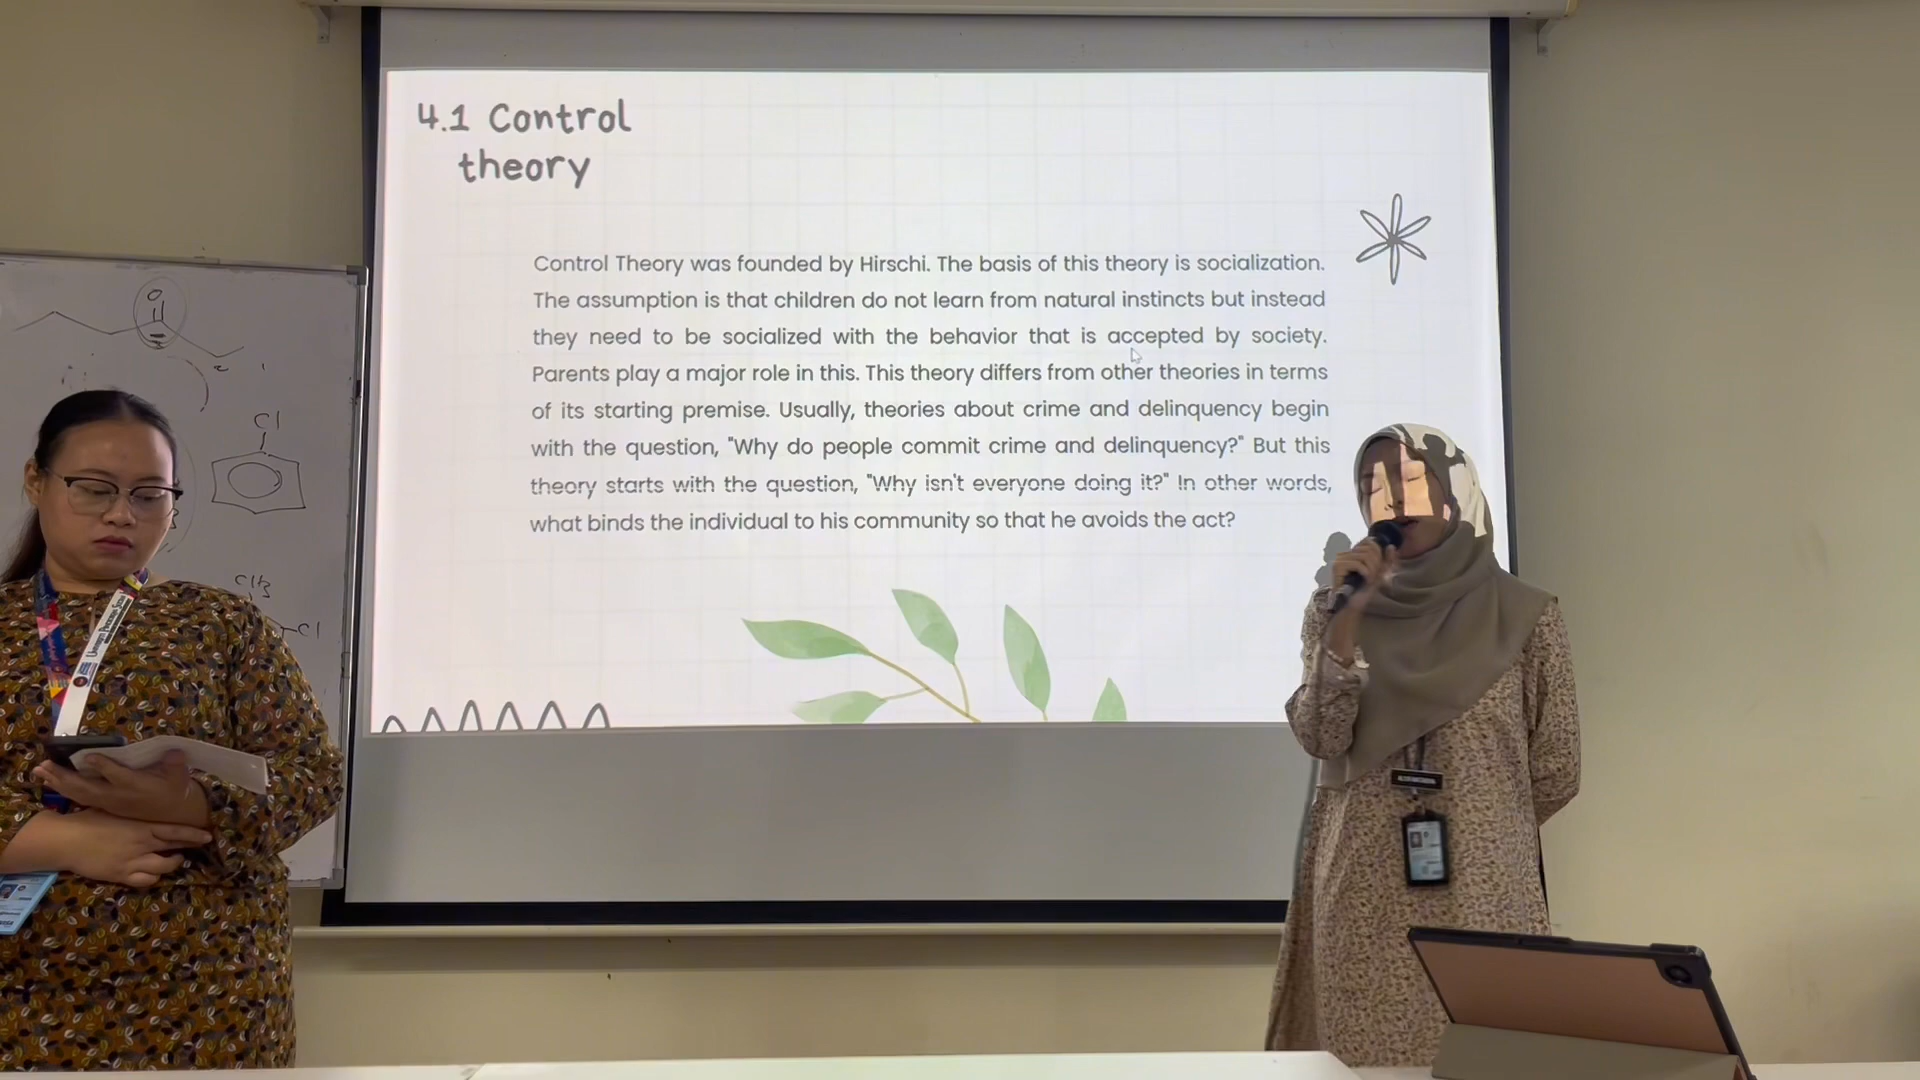 4.1 Control
theory
Control Theory was founded by Hirschi. The basis of this theory is socialization.
The assumption is that children do not learn from natural instincts but instead
they need to be socialized with the behavior that is accepted by society.
Parents play a major role in this. This theory differs from other theories in terms
of its starting premise. Usually, theories about crime and delinquency begin
with the question, "Why do people commit crime and delinquency?" But this
theory starts with the question, "Why isn't everyone doing it?" In other words,
what binds the individual to his community so that he avoids the act?
O
Cl
CH3
Cl